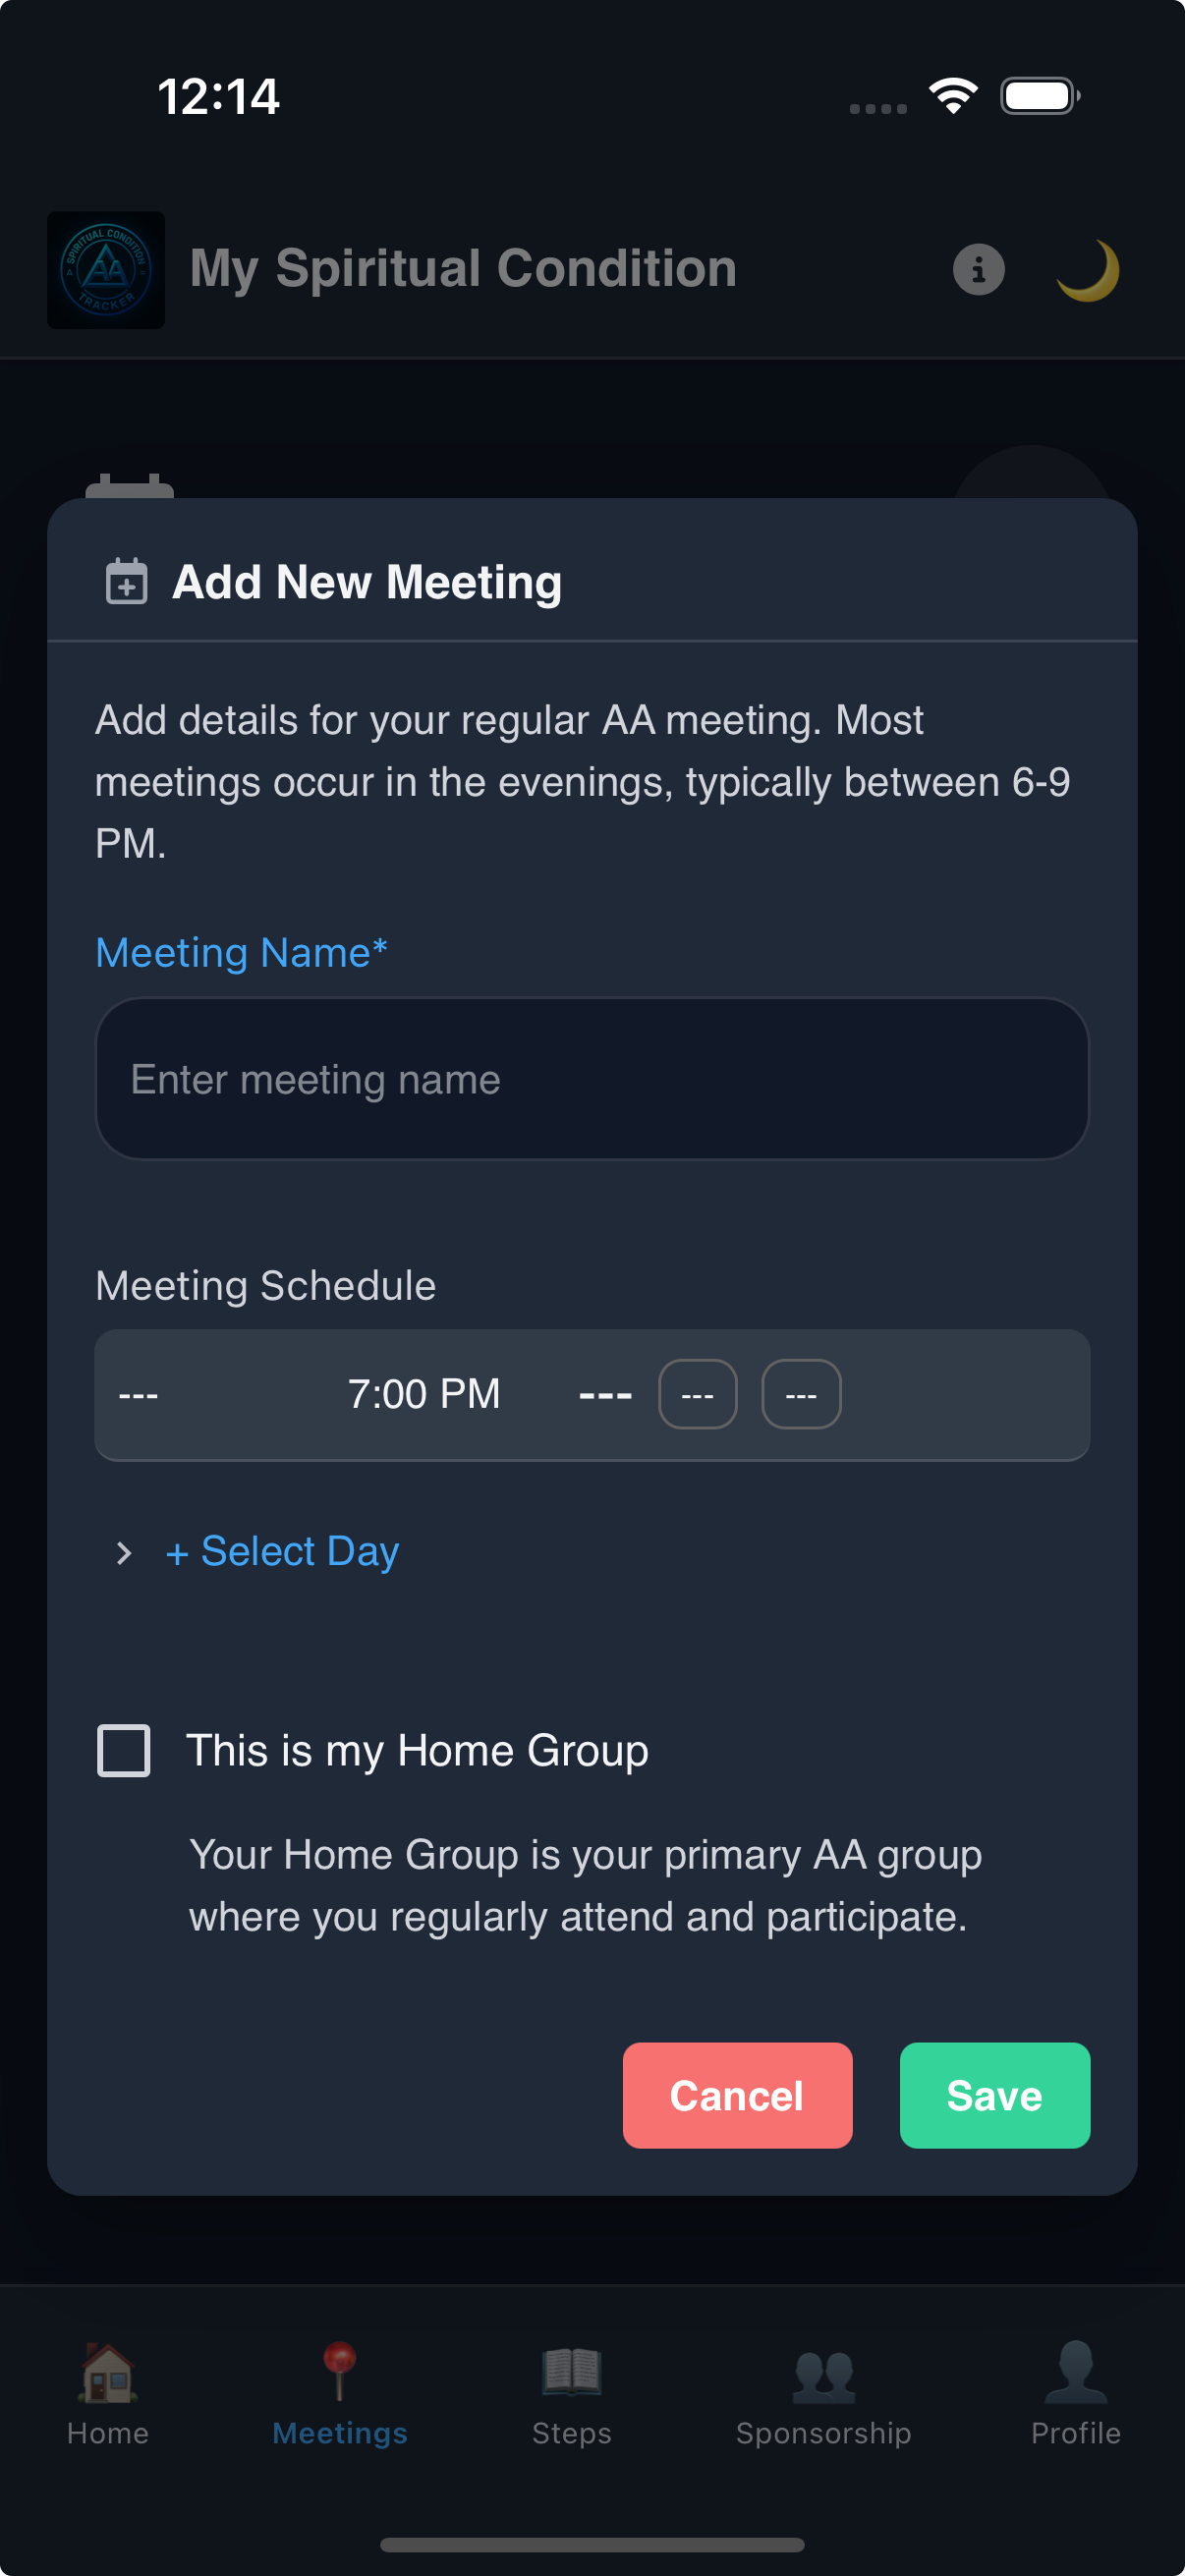 12:14
SPIRITUAL CONDITION
AA
TRACKER
My Spiritual Condition
Add New Meeting
Add details for your regular AA meeting. Most
meetings occur in the evenings, typically between 6-9
PM.
Meeting Name*
Enter meeting name
Meeting Schedule
--- 7:00 PM --- --- ---
+ Select Day
This is my Home Group
Your Home Group is your primary AA group
where you regularly attend and participate.
Cancel Save
Home Meetings Steps Sponsorship Profile